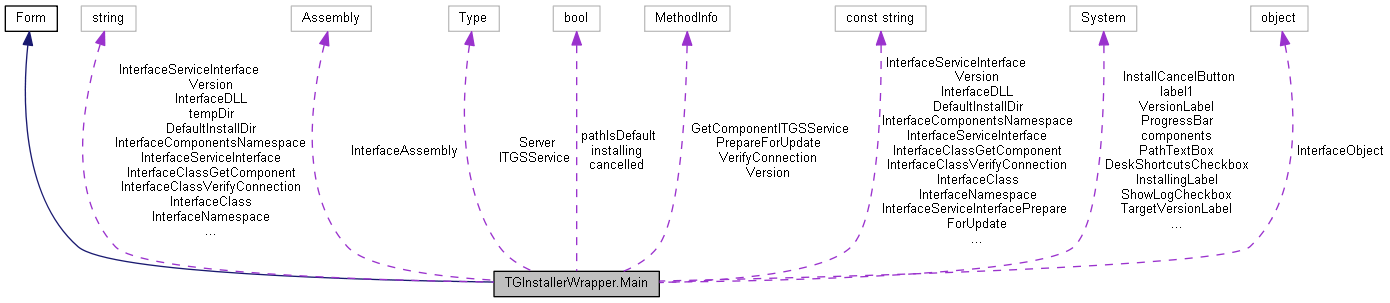 Form
string
Assembly
Type
bool
MethodInfo
const string
System
object
InterfaceServiceInterface
Version
InterfaceDLL
tempDir
DefaultInstallDir
InterfaceComponentsNamespace
InterfaceServiceInterface
InterfaceClassGetComponent
InterfaceClassVerifyConnection
InterfaceClass
InterfaceNamespace
...
InterfaceAssembly
Server
ITGSService
pathIsDefault
installing
cancelled
GetComponentITGSService
PrepareForUpdate
VerifyConnection
Version
InterfaceServiceInterface
Version
InterfaceDLL
DefaultInstallDir
InterfaceComponentsNamespace
InterfaceServiceInterface
InterfaceClassGetComponent
InterfaceClassVerifyConnection
InterfaceClass
InterfaceNamespace
InterfaceServiceInterfacePrepare
ForUpdate
...
InstallCancelButton
label1
VersionLabel
ProgressBar
components
PathTextBox
DeskShortcutsCheckbox
InstallingLabel
ShowLogCheckbox
TargetVersionLabel
...
InterfaceObject
TGInstallerWrapper.Main